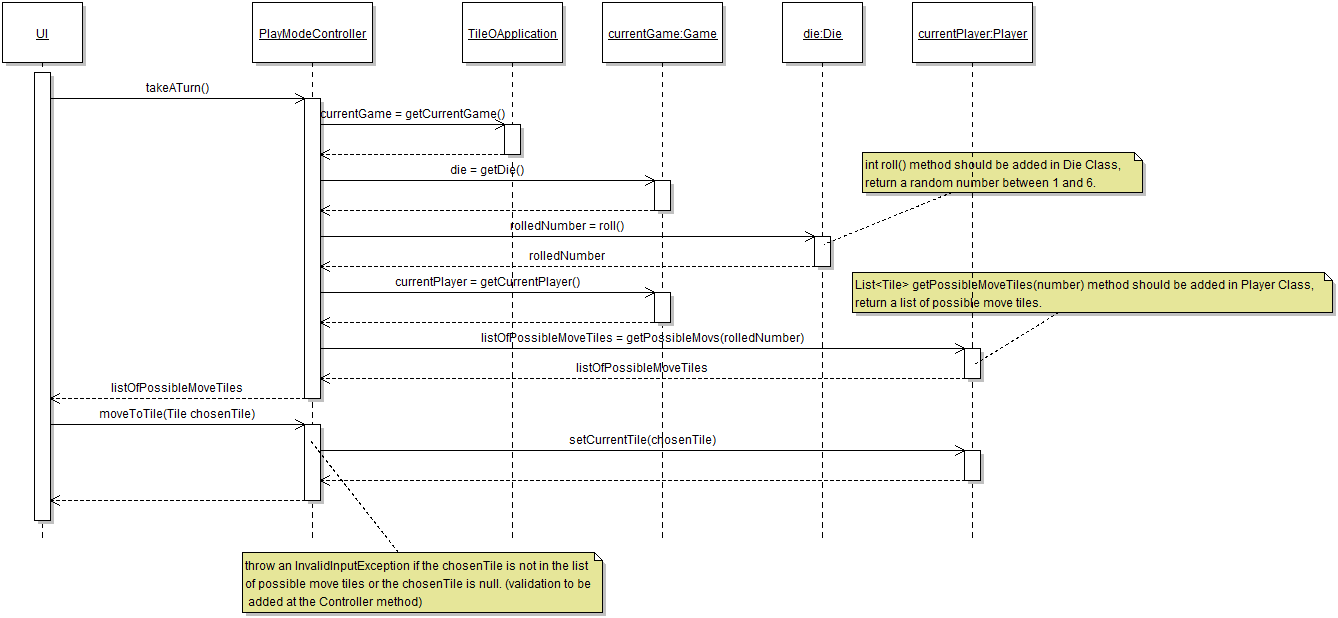 UI
PlayModeController
TileOApplication
currentGame:Game
die:Die
currentPlayer:Player
takeATurn()
currentGame = getCurrentGame()
die = getDie()
int roll() method should be added in Die Class,
return a random number between 1 and 6.
rolledNumber = roll()
rolledNumber
currentPlayer = getCurrentPlayer()
List<Tile> getPossibleMoveTiles(number) method should be added in Player Class,
return a list of possible move tiles.
listOfPossibleMoveTiles = getPossibleMovs(rolledNumber)
listOfPossibleMoveTiles
listOfPossibleMoveTiles
moveToTile(Tile chosenTile)
setCurrentTile(chosenTile)
throw an InvalidInputException if the chosenTile is not in the list
of possible move tiles or the chosenTile is null. (validation to be
added at the Controller method)